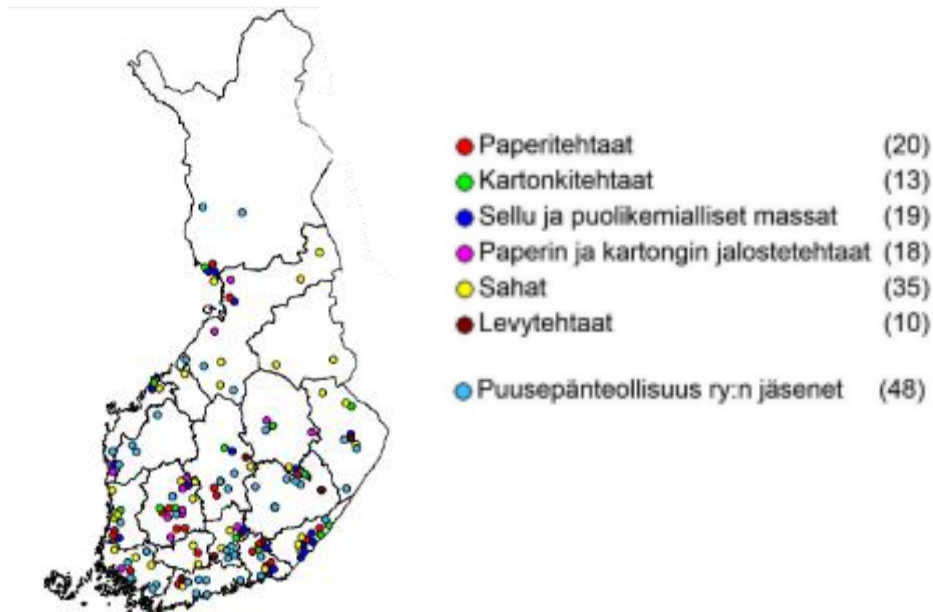 Paperitehtaat (20)
Kartonkitehtaat (13)
Sellu ja puolikemialliset massat (19)
Paperin ja kartongin jalostetehtaat (18)
Sahat (35)
Levytehtaat (10)
Puusepänteollisuus ry:n jäsenet (48)